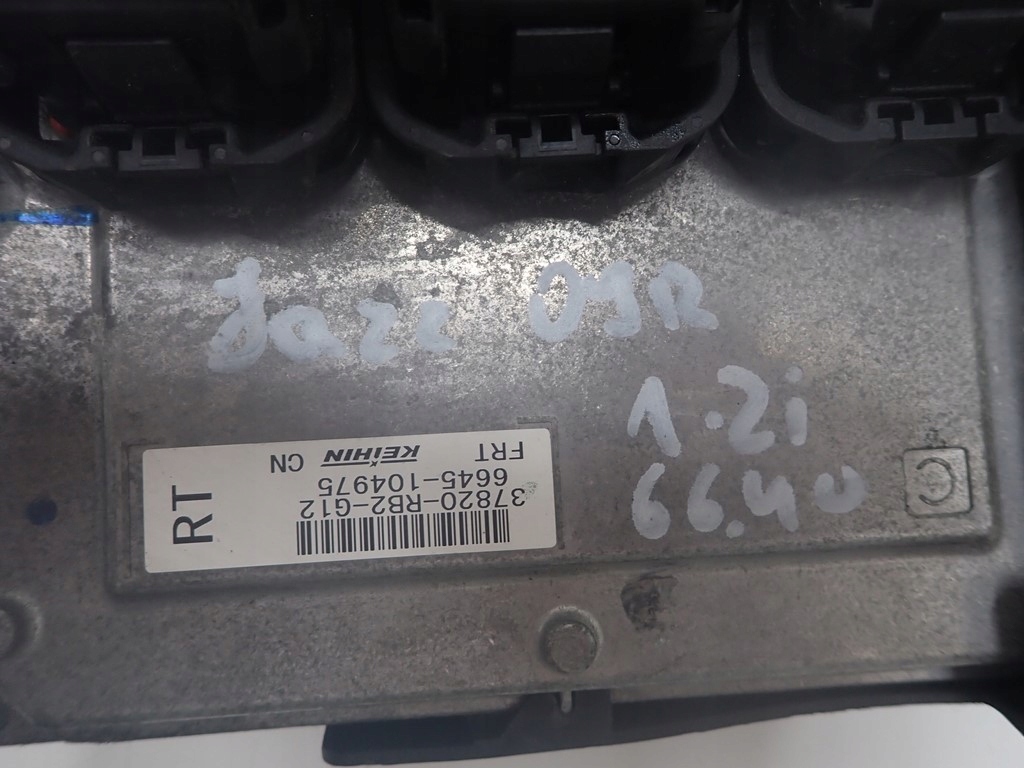 Jazz 09R
1.2i
66.40
37820-RB2-G12
6645-104975
FRT KEIHIN CN
RT
C